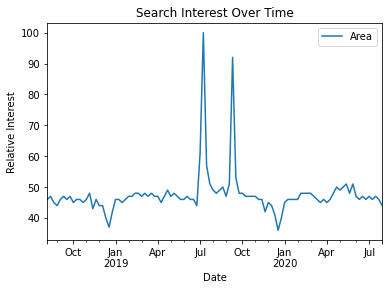 Search Interest Over Time
Area
100
90
80
70
60
50
40
Relative Interest
Oct Jan Apr Jul Oct Jan Apr Jul
2019 2020
Date